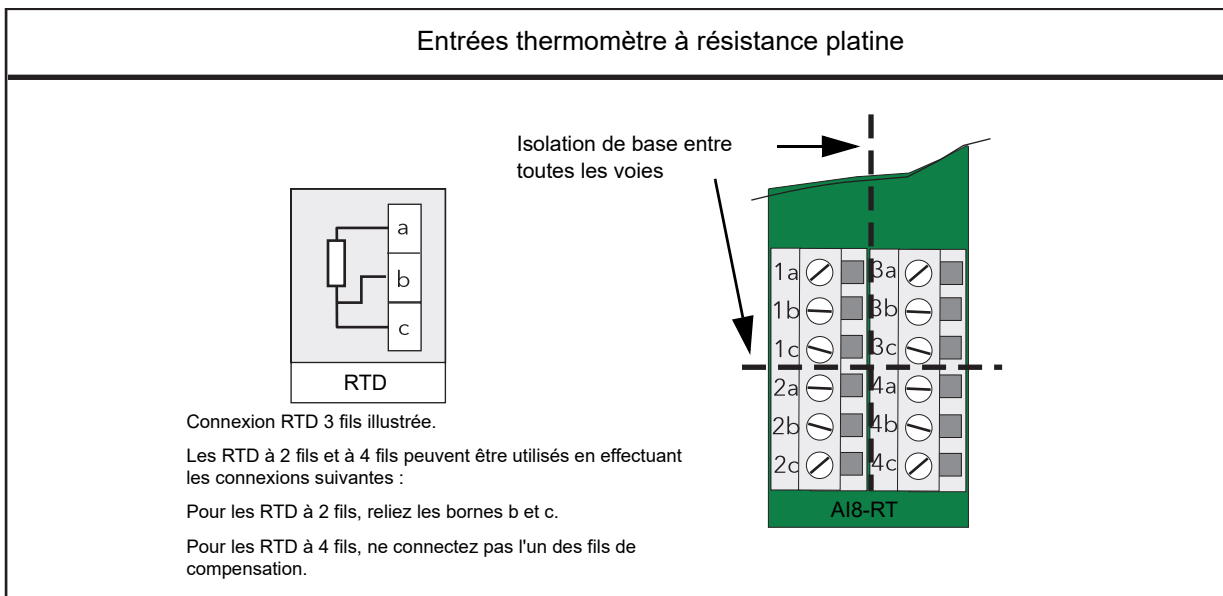 Entrées thermomètre à résistance platine
Isolation de base entre
toutes les voies
a
b
c
RTD
1a
3a
1b
3b
1c
3c
2a
4a
2b
4b
2c
4c
AI8-RT
Connexion RTD 3 fils illustrée.
Les RTD à 2 fils et à 4 fils peuvent être utilisés en effectuant
les connexions suivantes :
Pour les RTD à 2 fils, reliez les bornes b et c.
Pour les RTD à 4 fils, ne connectez pas l'un des fils de
compensation.